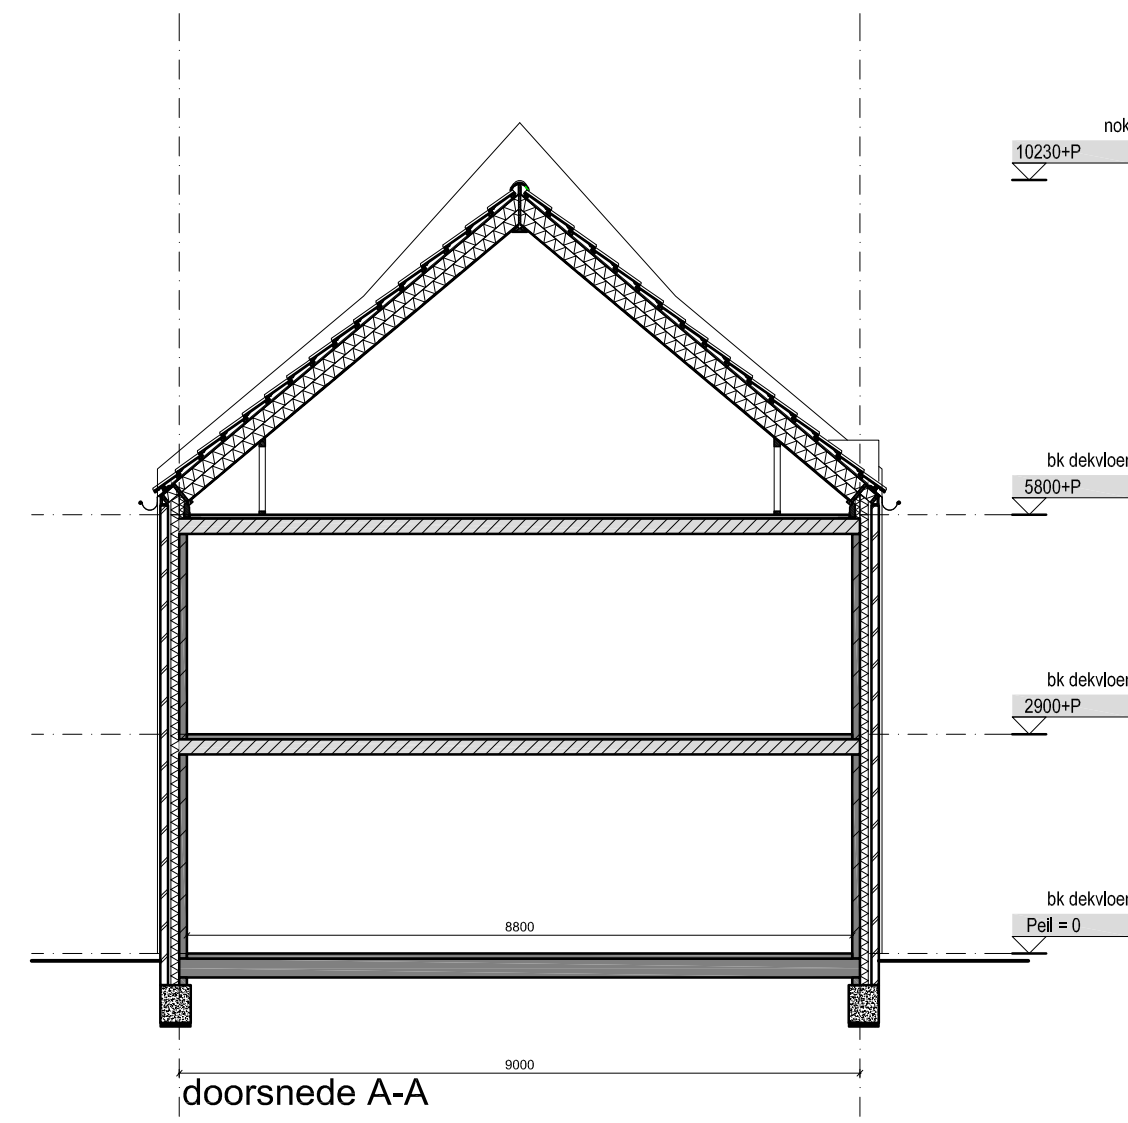 nok
10230+P
bk dekvloer
5800+P
bk dekvloer
2900+P
bk dekvloer
Peil = 0
8800
9000
doorsnede A-A